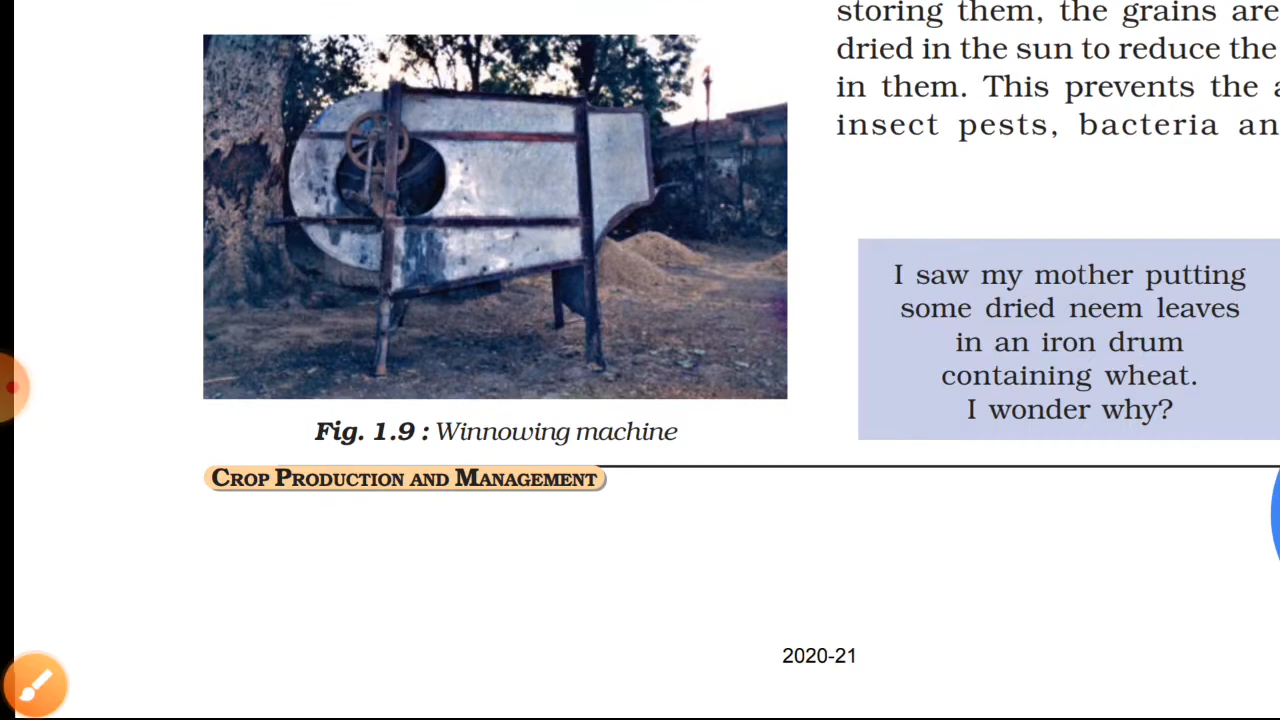 storing them, the grains are
dried in the sun to reduce the
in them. This prevents the
insect pests, bacteria
I saw my mother putting
some dried neem leaves
in an iron drum
containing wheat.
I wonder why?
Fig. 1.9 : Winnowing machine
CROP PRODUCTION AND MANAGEMENT
2020-21